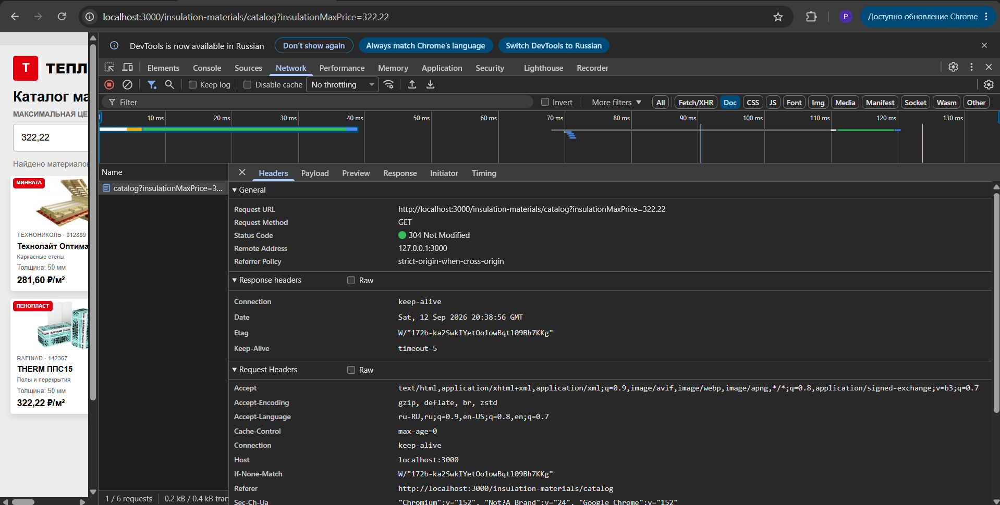 localhost:3000/insulation-materials/catalog?insulationMaxPrice=322.22
P
Доступно обновление Chrome
DevTools is now available in Russian
Don't show again
Always match Chrome's language
Switch DevTools to Russian
Elements Console Sources Network Performance Memory Application Security Lighthouse Recorder
Keep log
Disable cache
No throttling
Filter
Invert
More filters
All Fetch/XHR Doc CSS JS Font Img Media Manifest Socket Wasm Other
10 ms 20 ms 30 ms 40 ms 50 ms 60 ms 70 ms 80 ms 90 ms 100 ms 110 ms 120 ms 130 ms
Т
ТЕПЛ
Каталог ма
МАКСИМАЛЬНАЯ ЦЕ
322,22
Найдено материалов
МИНВАТА
ТЕХНОНИКОЛЬ · 012889
Технолайт Оптима
Каркасные стены
Толщина: 50 мм
281,60 ₽/м²
ПЕНОПЛАСТ
RAFINAD · 142367
THERM ППС15
Полы и перекрытия
Толщина: 50 мм
322,22 ₽/м²
Name
catalog?insulationMaxPrice=3...
1 / 6 requests
0.2 kB / 0.4 kB tran
Headers Payload Preview Response Initiator Timing
General
Request URL http://localhost:3000/insulation-materials/catalog?insulationMaxPrice=322.22
Request Method GET
Status Code 304 Not Modified
Remote Address 127.0.0.1:3000
Referrer Policy strict-origin-when-cross-origin
Response headers Raw
Connection keep-alive
Date Sat, 12 Sep 2026 20:38:56 GMT
Etag W/"172b-ka2SwkIYetOo1owBqtl09Bh7KKg"
Keep-Alive timeout=5
Request Headers Raw
Accept text/html,application/xhtml+xml,application/xml;q=0.9,image/avif,image/webp,image/apng,*/*;q=0.8,application/signed-exchange;v=b3;q=0.7
Accept-Encoding gzip, deflate, br, zstd
Accept-Language ru-RU,ru;q=0.9,en-US;q=0.8,en;q=0.7
Cache-Control max-age=0
Connection keep-alive
Host localhost:3000
If-None-Match W/"172b-ka2SwkIYetOo1owBqtl09Bh7KKg"
Referer http://localhost:3000/insulation-materials/catalog
Sec-Ch-Ua "Chromium";v="152", "Not?A_Brand";v="24", "Google Chrome";v="152"